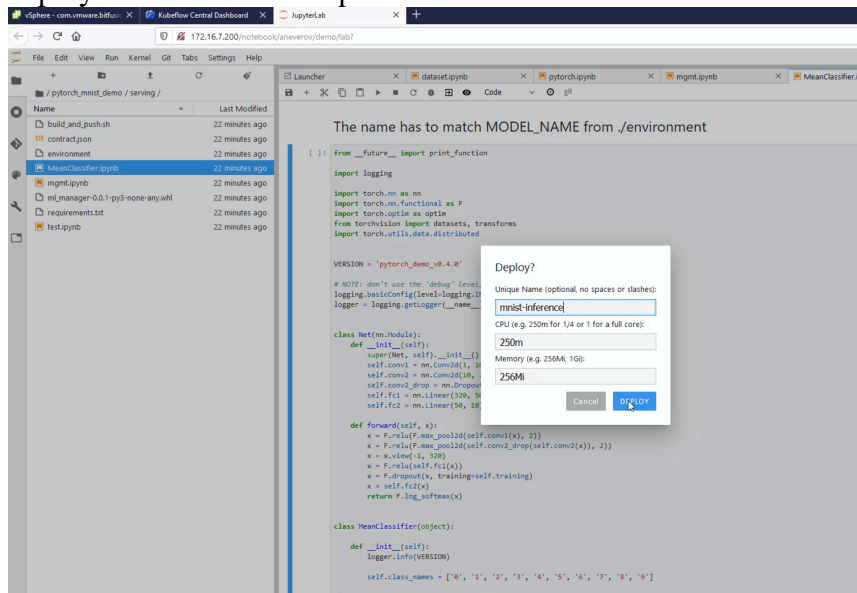 vSphere - com.vmware.bitfusi
Kubeflow Central Dashboard
JupyterLab
172.16.7.200/notebook/aneverov/demo/lab?
File Edit View Run Kernel Git Tabs Settings Help
Launcher
dataset.ipynb
pytorch.ipynb
mgmt.ipynb
MeanClassifier.i
/ pytorch_mnist_demo / serving /
Code
git
Name Last Modified
build_and_push.sh 22 minutes ago
contract.json 22 minutes ago
environment 22 minutes ago
MeanClassifier.ipynb 22 minutes ago
mgmt.ipynb 22 minutes ago
ml_manager-0.0.1-py3-none-any.whl 22 minutes ago
requirements.txt 22 minutes ago
test.ipynb 22 minutes ago
The name has to match MODEL_NAME from ./environment
[ ]: from __future__ import print_function
import logging
import torch.nn as nn
import torch.nn.functional as F
import torch.optim as optim
from torchvision import datasets, transforms
import torch.utils.data.distributed
VERSION = 'pytorch_demo_v0.4.0'
# NOTE: don't use the 'debug' level,
logging.basicConfig(level=logging.IN
logger = logging.getLogger(__name__
class Net(nn.Module):
def __init__(self):
super(Net, self).__init__()
self.conv1 = nn.Conv2d(1, 10
self.conv2 = nn.Conv2d(10,
self.conv2_drop = nn.Dropou
self.fc1 = nn.Linear(320, 50
self.fc2 = nn.Linear(50, 10
def forward(self, x):
x = F.relu(F.max_pool2d(self.conv1(x), 2))
x = F.relu(F.max_pool2d(self.conv2_drop(self.conv2(x)), 2))
x = x.view(-1, 320)
x = F.relu(self.fc1(x))
x = F.dropout(x, training=self.training)
x = self.fc2(x)
return F.log_softmax(x)
class MeanClassifier(object):
def __init__(self):
logger.info(VERSION)
self.class_names = ['0', '1', '2', '3', '4', '5', '6', '7', '8', '9']
Deploy?
Unique Name (optional, no spaces or slashes):
mnist-inference
CPU (e.g. 250m for 1/4 or 1 for a full core):
250m
Memory (e.g. 256Mi, 1Gi):
256Mi
Cancel
DEPLOY